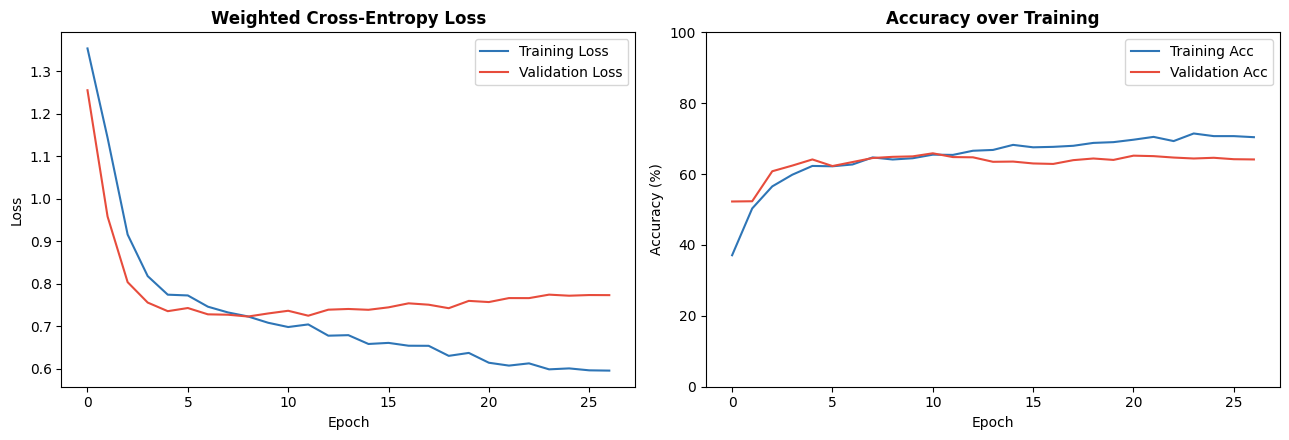 Weighted Cross-Entropy Loss
Training Loss
Validation Loss
Loss
1.3
1.2
1.1
1.0
0.9
0.8
0.7
0.6
0
5
10
15
20
25
Epoch
Accuracy over Training
Training Acc
Validation Acc
Accuracy (%)
100
80
60
40
20
0
0
5
10
15
20
25
Epoch